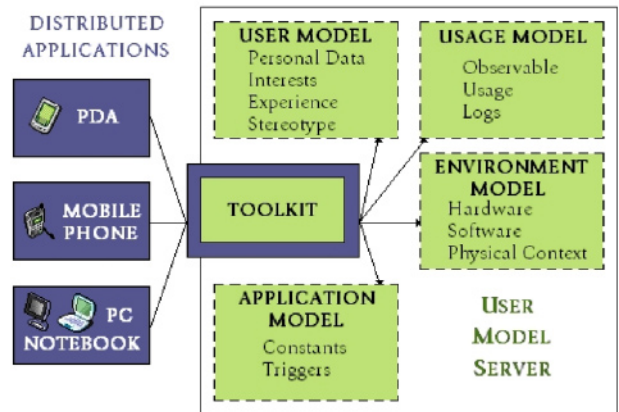 DISTRIBUTED
APPLICATIONS
PDA
MOBILE
PHONE
PC
NOTEBOOK
TOOLKIT
USER MODEL
Personal Data
Interests
Experience
Stereotype
USAGE MODEL
Observable
Usage
Logs
ENVIRONMENT
MODEL
Hardware
Software
Physical Context
APPLICATION
MODEL
Constants
Triggers
USER
MODEL
SERVER